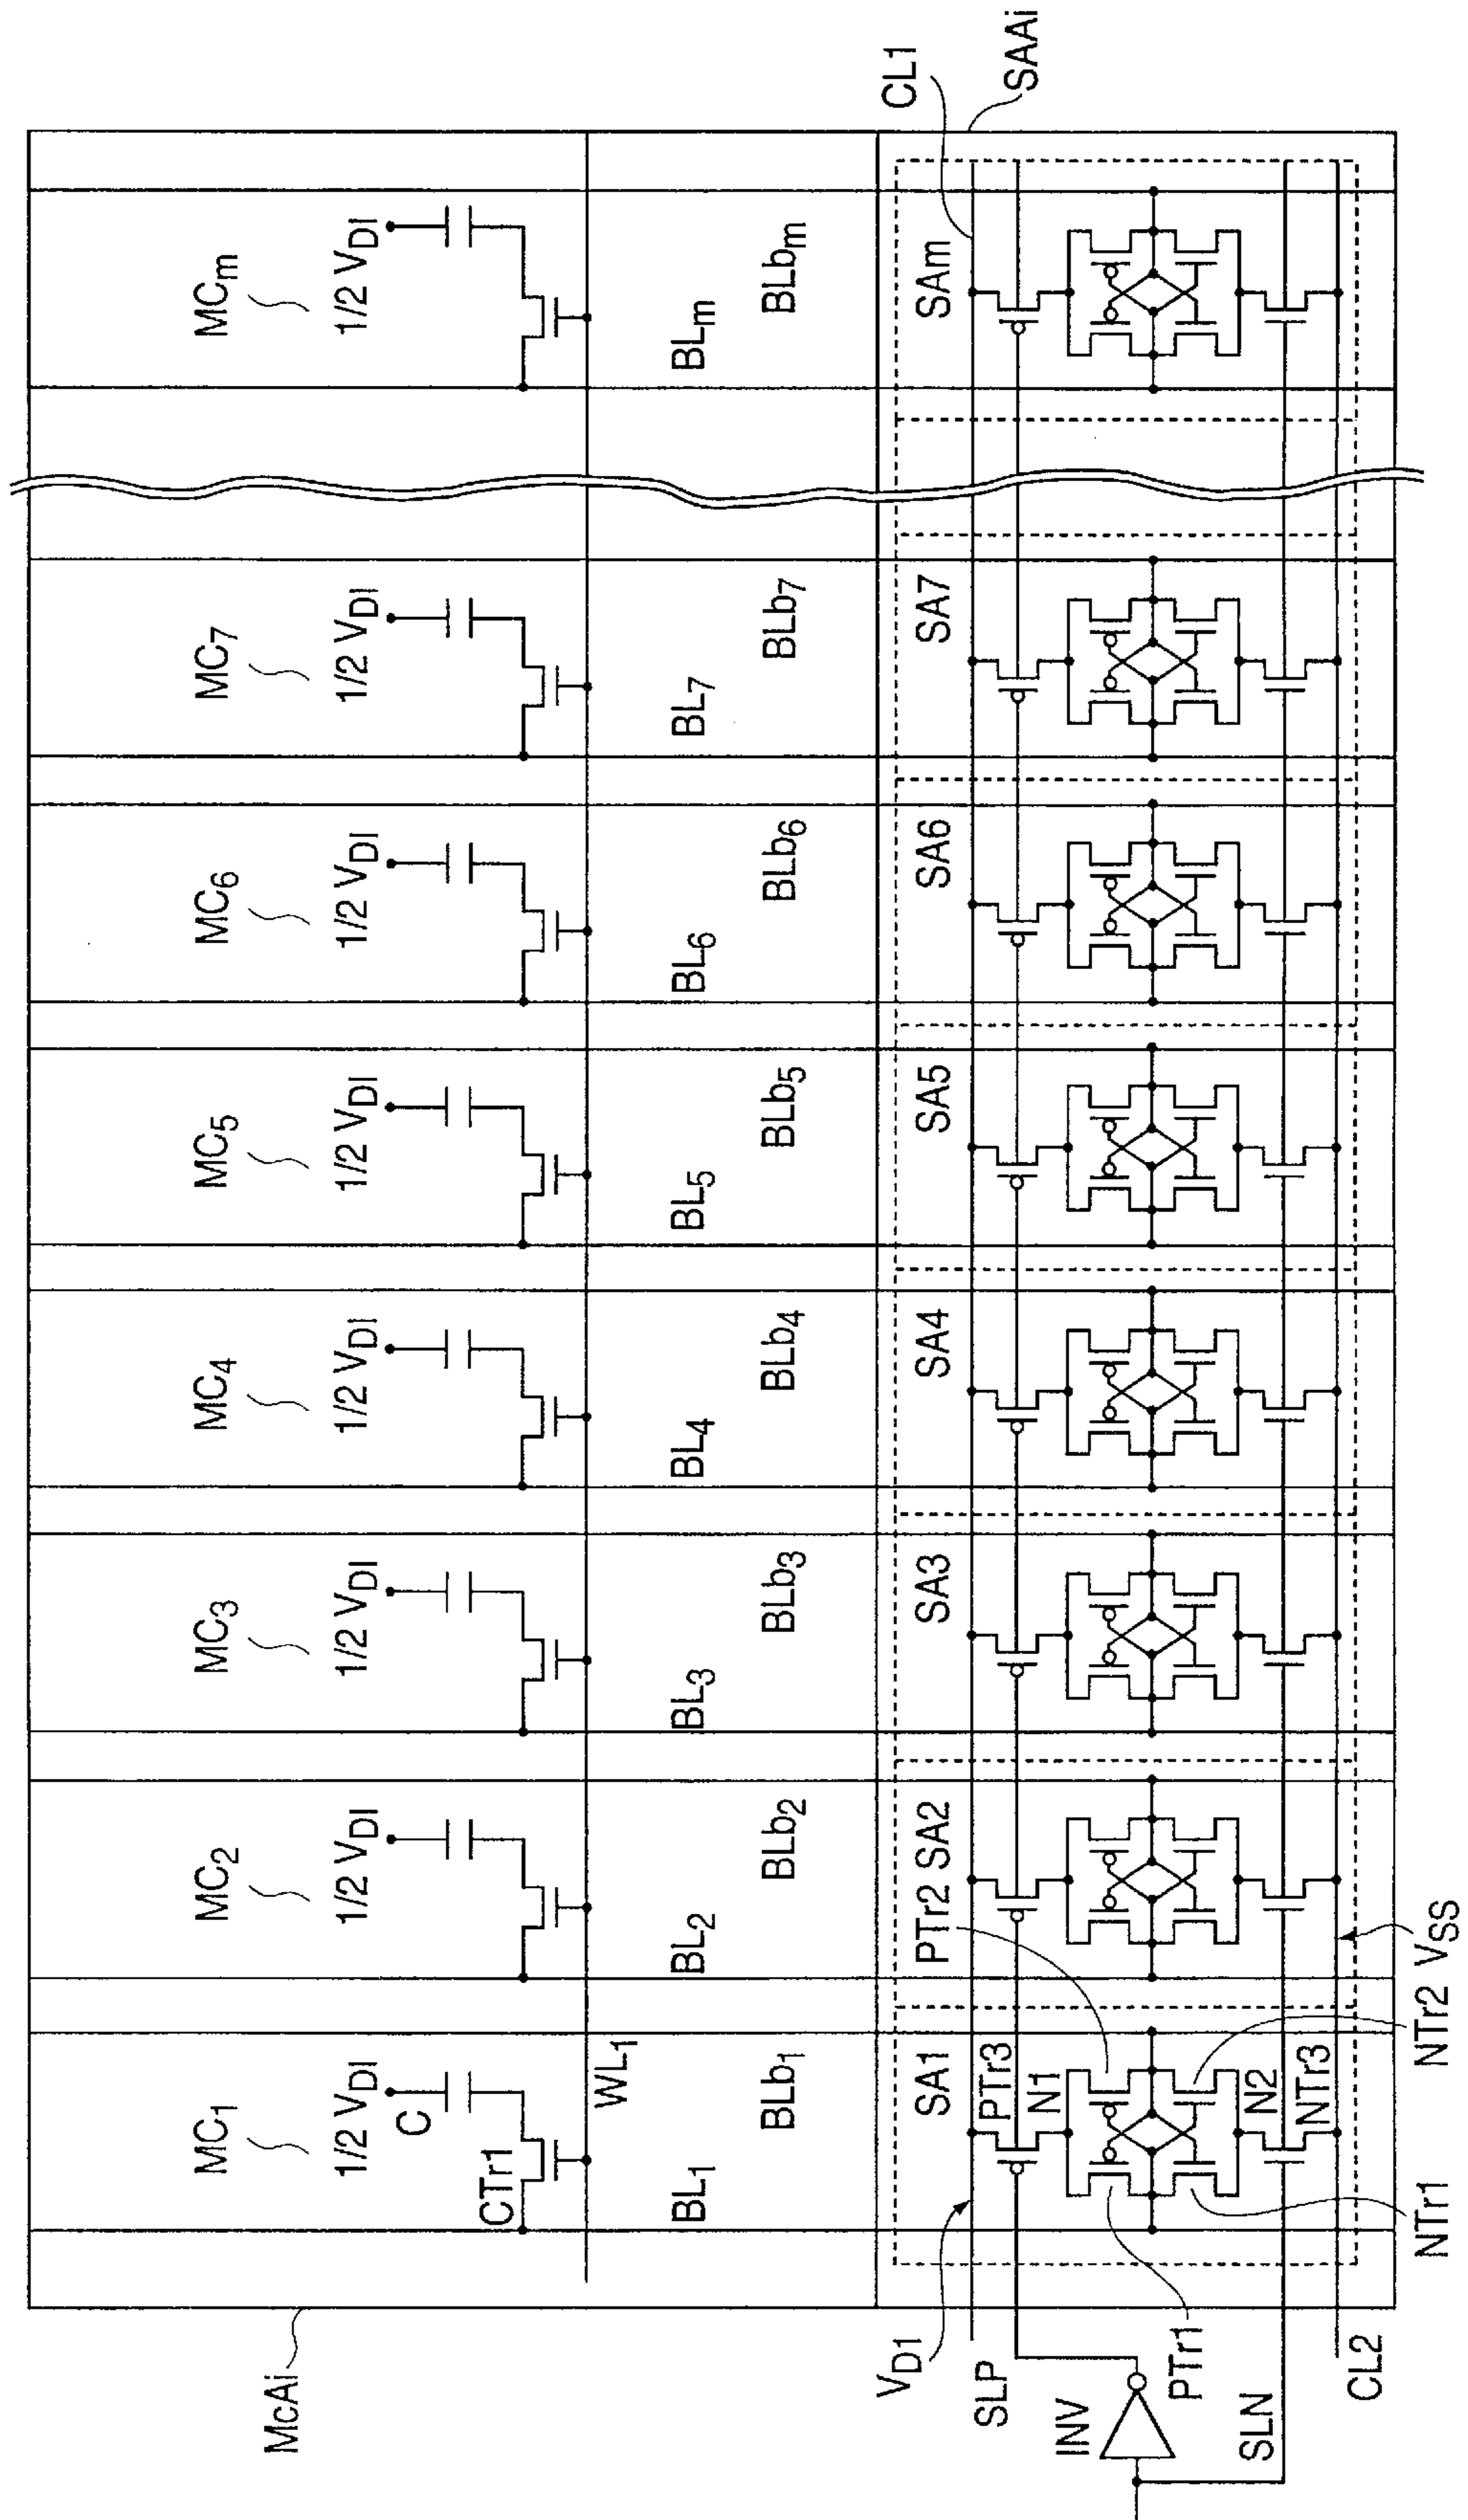 McAi
MC1 MC2 MC3 MC4 MC5 MC6 MC7 MCm
1/2 VDI 1/2 VDI 1/2 VDI 1/2 VDI 1/2 VDI 1/2 VDI 1/2 VDI 1/2 VDI
C
CTr1
WL1
BL1 BL2 BL3 BL4 BL5 BL6 BL7 BLm
BLb1 BLb2 BLb3 BLb4 BLb5 BLb6 BLb7 BLbm
CL1
VD1
SA1 PTr2 SA2 SA3 SA4 SA5 SA6 SA7 SAm
SAAi
SLP
PTr3
N1
INV
PTr1
SLN
N2
NTr3
CL2
NTr1
NTr2 VSS